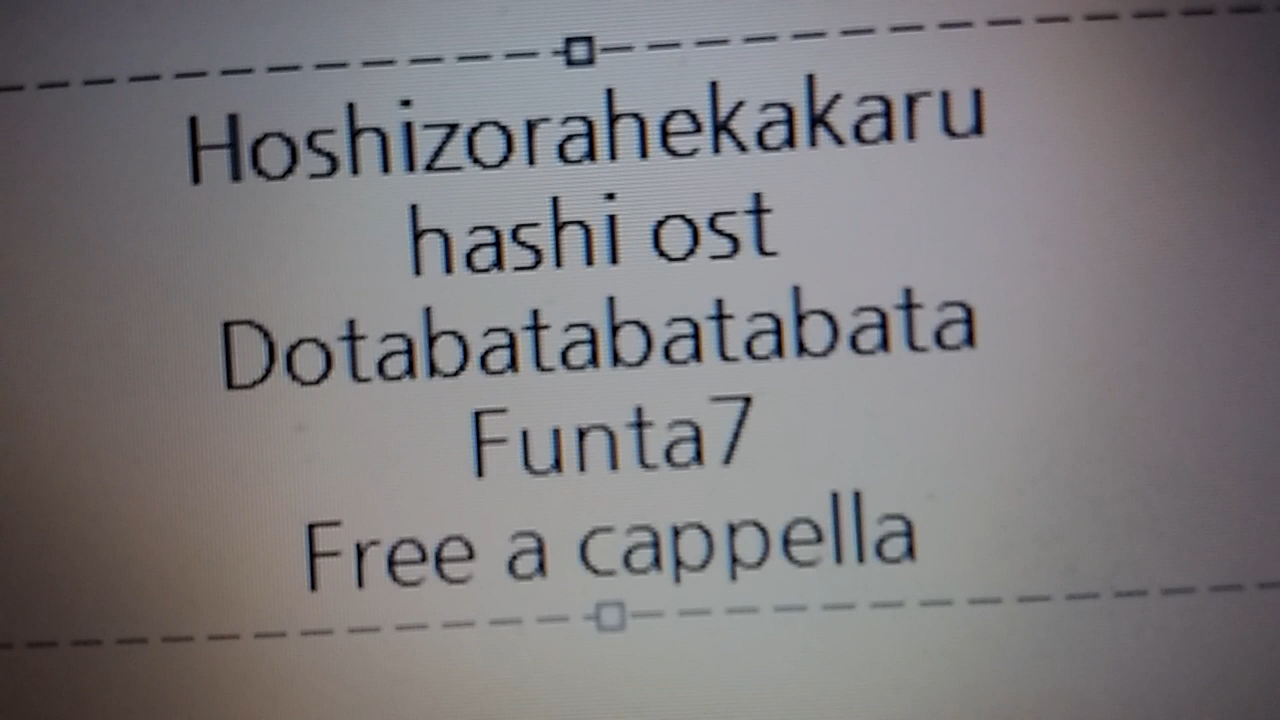 Hoshizorahekakaru
hashi ost
Dotabatabatabata
Funta7
Free a cappella